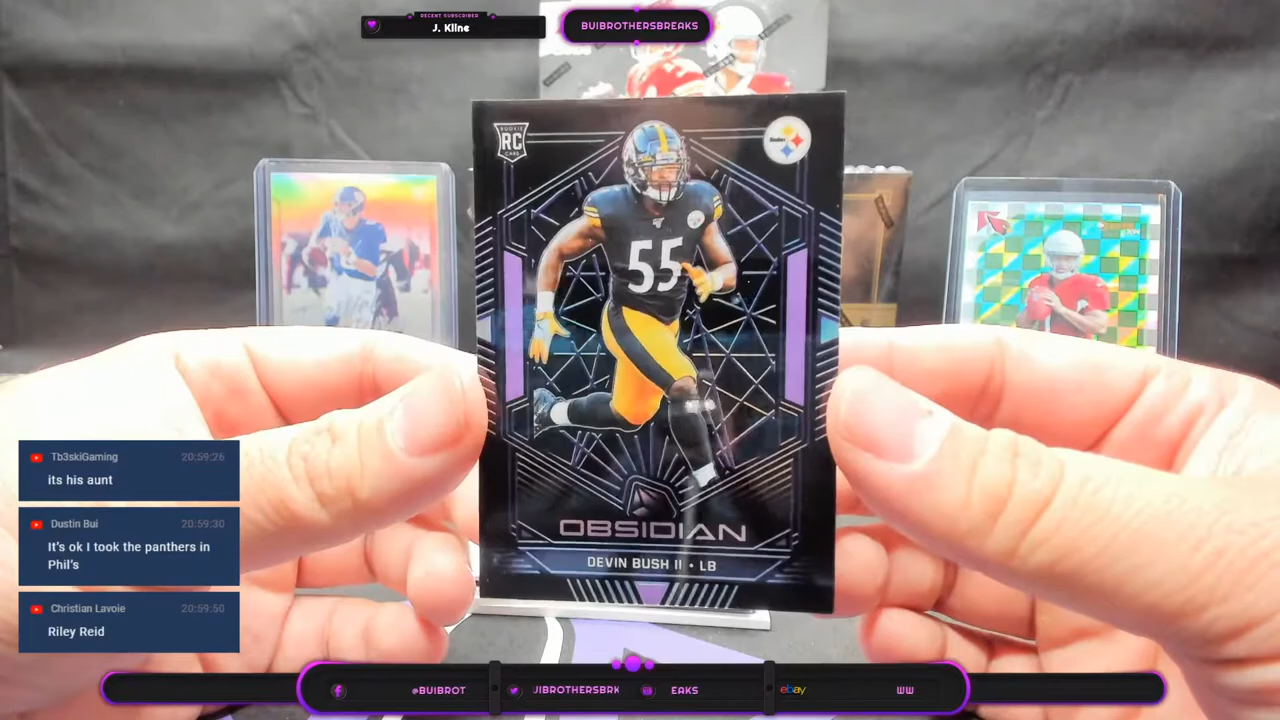 RECENT SUBSCRIBER
J. Kline
BUIBROTHERSBREAKS
ROOKIE
RC
CARD
Steelers
55
OBSIDIAN
DEVIN BUSH II • LB
Tb3skiGaming 20:59:26
its his aunt
Dustin Bui 20:59:30
It's ok I took the panthers in
Phil's
Christian Lavoie 20:59:50
Riley Reid
@BUIBROT JIBROTHERSBRK EAKS ebay WW